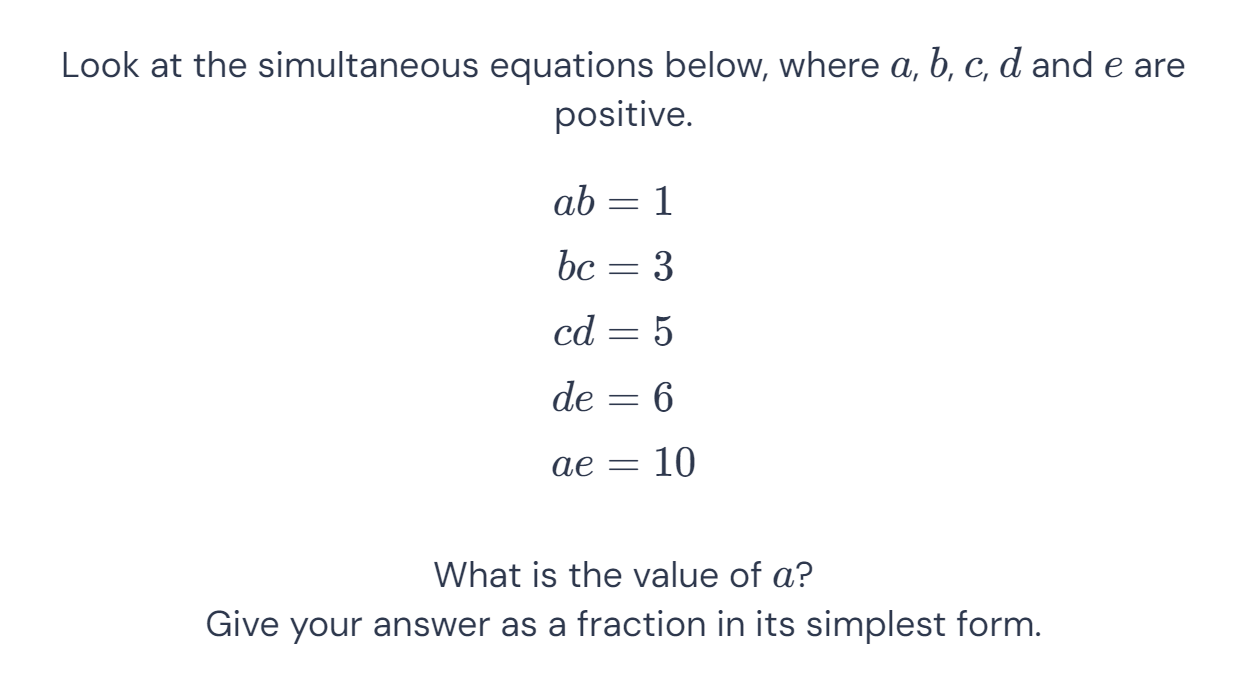 Look at the simultaneous equations below, where a, b, c, d and e are
positive.
ab = 1
bc = 3
cd = 5
de = 6
ae = 10
What is the value of a?
Give your answer as a fraction in its simplest form.